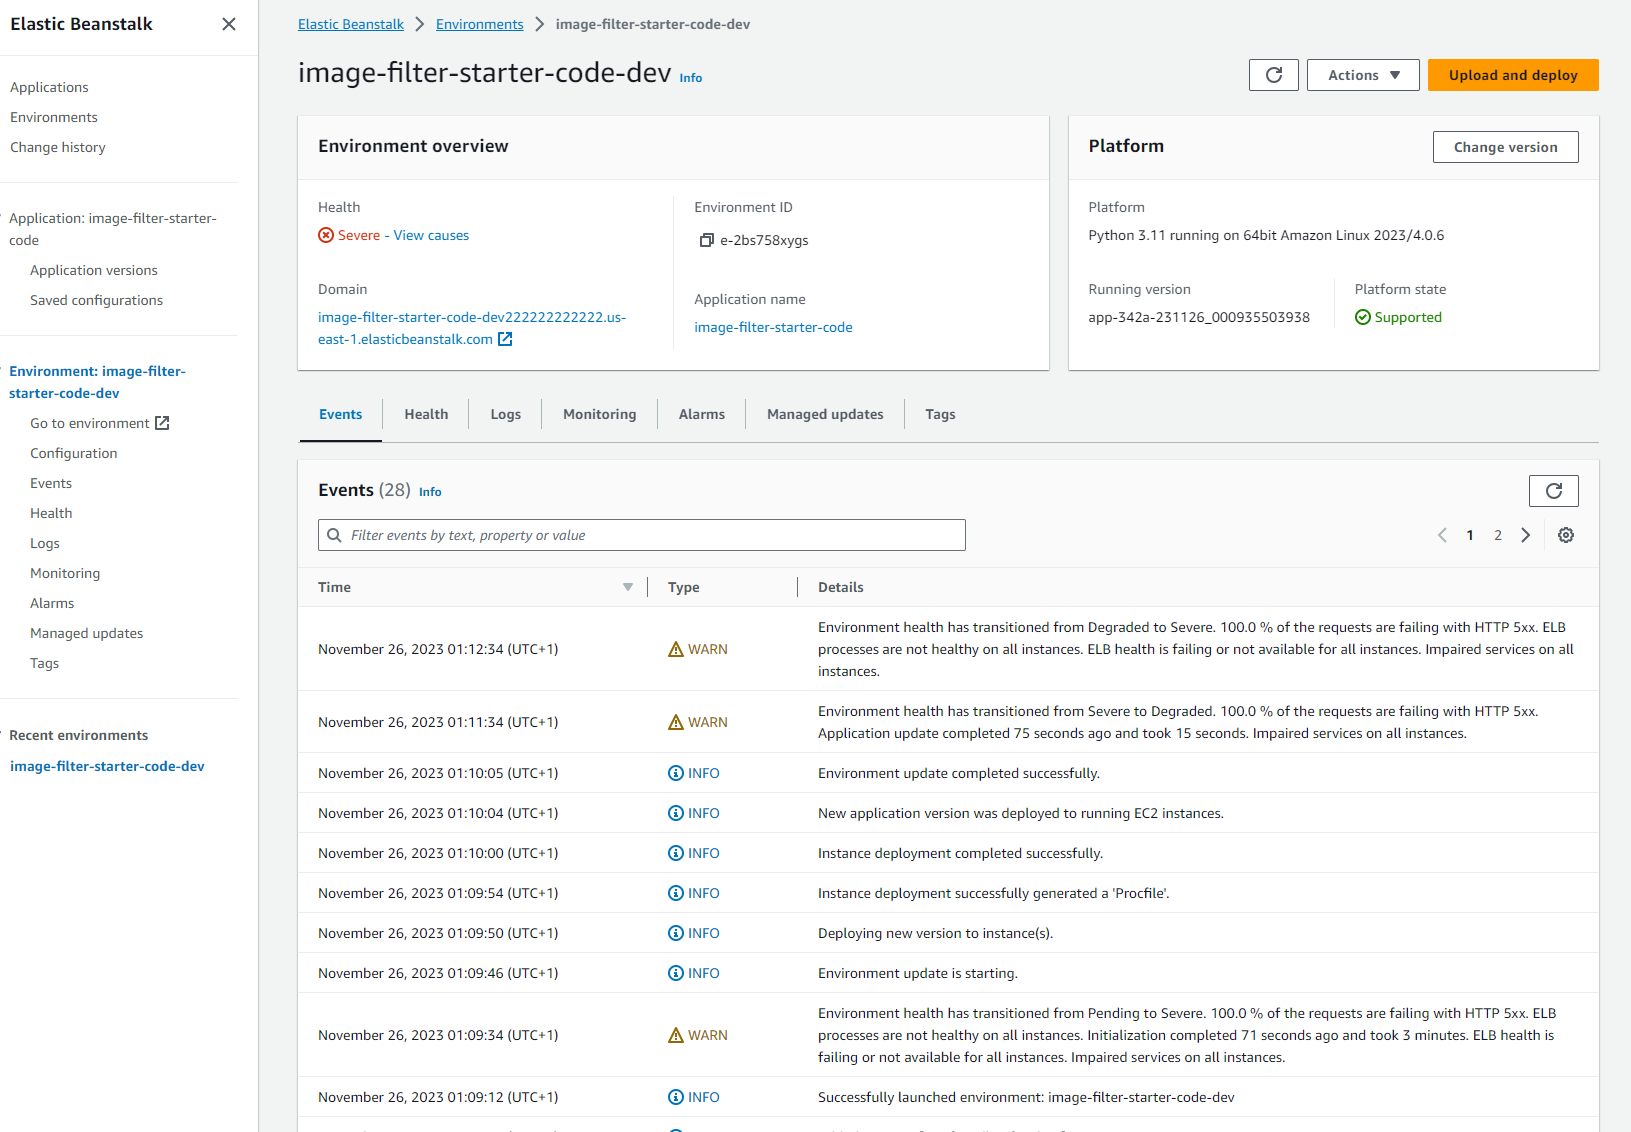 Elastic Beanstalk
Applications
Environments
Change history
Application: image-filter-starter-
code
Application versions
Saved configurations
Environment: image-filter-
starter-code-dev
Go to environment
Configuration
Events
Health
Logs
Monitoring
Alarms
Managed updates
Tags
Recent environments
image-filter-starter-code-dev
Elastic Beanstalk > Environments > image-filter-starter-code-dev
image-filter-starter-code-dev Info
Actions
Upload and deploy
Environment overview
Health
Severe - View causes
Domain
image-filter-starter-code-dev222222222222.us-
east-1.elasticbeanstalk.com
Environment ID
e-2bs758xygs
Application name
image-filter-starter-code
Platform
Change version
Platform
Python 3.11 running on 64bit Amazon Linux 2023/4.0.6
Running version
app-342a-231126_000935503938
Platform state
Supported
Events Health Logs Monitoring Alarms Managed updates Tags
Events (28) Info
Filter events by text, property or value
1 2
Time Type Details
November 26, 2023 01:12:34 (UTC+1) WARN
Environment health has transitioned from Degraded to Severe. 100.0 % of the requests are failing with HTTP 5xx. ELB
processes are not healthy on all instances. ELB health is failing or not available for all instances. Impaired services on all
instances.
November 26, 2023 01:11:34 (UTC+1) WARN
Environment health has transitioned from Severe to Degraded. 100.0 % of the requests are failing with HTTP 5xx.
Application update completed 75 seconds ago and took 15 seconds. Impaired services on all instances.
November 26, 2023 01:10:05 (UTC+1) INFO Environment update completed successfully.
November 26, 2023 01:10:04 (UTC+1) INFO New application version was deployed to running EC2 instances.
November 26, 2023 01:10:00 (UTC+1) INFO Instance deployment completed successfully.
November 26, 2023 01:09:54 (UTC+1) INFO Instance deployment successfully generated a 'Procfile'.
November 26, 2023 01:09:50 (UTC+1) INFO Deploying new version to instance(s).
November 26, 2023 01:09:46 (UTC+1) INFO Environment update is starting.
November 26, 2023 01:09:34 (UTC+1) WARN
Environment health has transitioned from Pending to Severe. 100.0 % of the requests are failing with HTTP 5xx. ELB
processes are not healthy on all instances. Initialization completed 71 seconds ago and took 3 minutes. ELB health is
failing or not available for all instances. Impaired services on all instances.
November 26, 2023 01:09:12 (UTC+1) INFO Successfully launched environment: image-filter-starter-code-dev